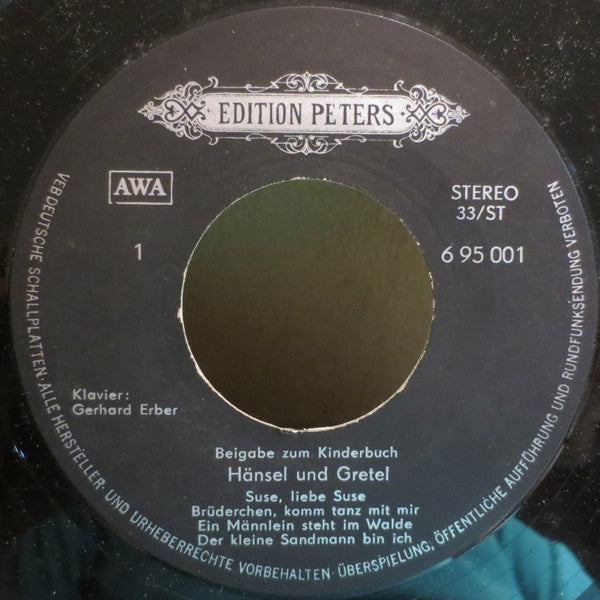 EDITION PETERS
AWA
STEREO
33/ST
1
6 95 001
Klavier:
Gerhard Erber
Beigabe zum Kinderbuch
Hänsel und Gretel
Suse, liebe Suse
Brüderchen, komm tanz mit mir
Ein Männlein steht im Walde
Der kleine Sandmann bin ich
VEB DEUTSCHE SCHALLPLATTEN · ALLE HERSTELLER- UND URHEBERRECHTE VORBEHALTEN · ÜBERSPIELUNG, ÖFFENTLICHE AUFFÜHRUNG UND RUNDFUNKSENDUNG VERBOTEN